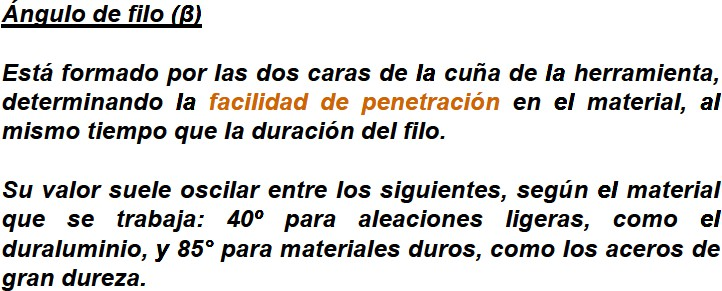 Ángulo de filo (β)
Está formado por las dos caras de la cuña de la herramienta,
determinando la facilidad de penetración en el material, al
mismo tiempo que la duración del filo.
Su valor suele oscilar entre los siguientes, según el material
que se trabaja: 40º para aleaciones ligeras, como el
duraluminio, y 85° para materiales duros, como los aceros de
gran dureza.